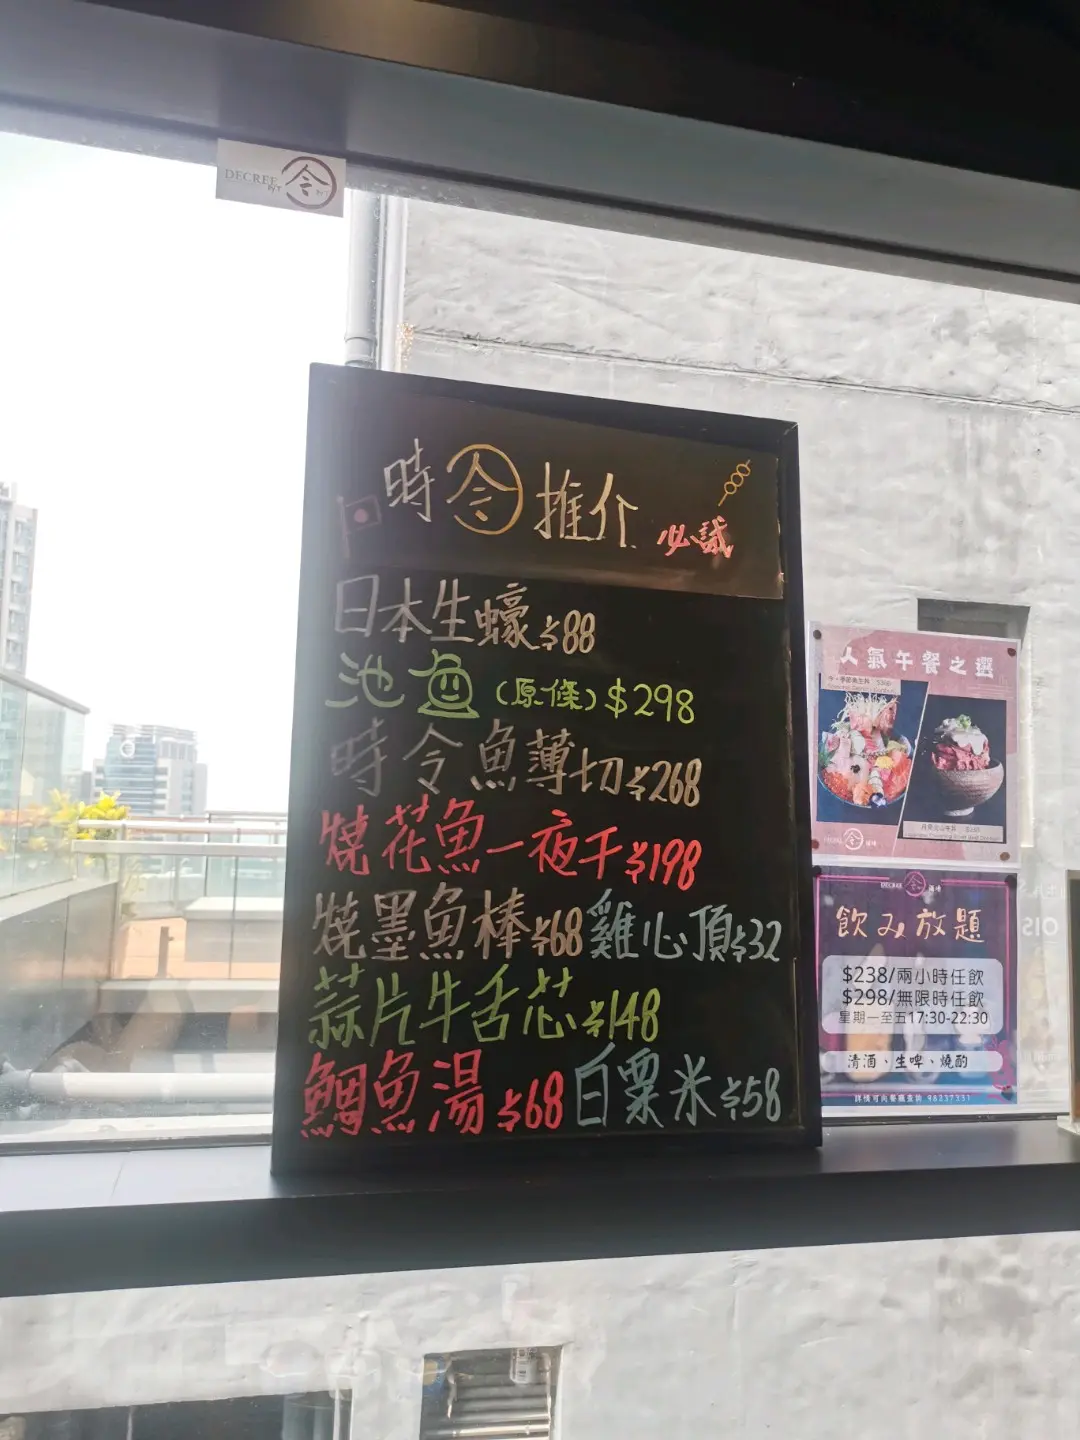 DECREE 令
時令推介 必試
日本生蠔 $88
池魚 (原條) $298
時令魚薄切 $268
燒花魚一夜干 $198
燒墨魚棒 $68 雞心頂 $32
蒜片牛舌芯 $148
鯛魚湯 $68 白粟米 $58
人氣午餐之選
DECREE 令
飲み放題
$238/兩小時任飲
$298/無限時任飲
星期一至五17:30-22:30
清酒、生啤、燒酌